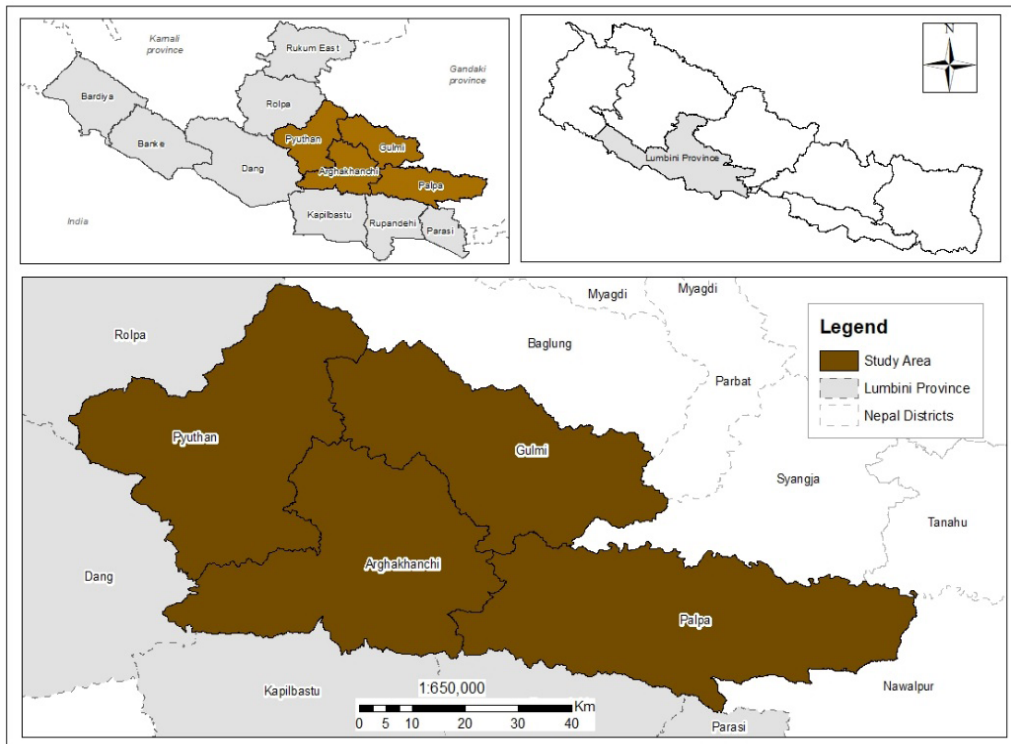 Karnali
province
Rukum East
Gandaki
province
Bardiya
Rolpa
Banke
Pyuthan
Gulmi
Dang
Arghakhanchi
Palpa
Kapilbastu
Rupandehi
Parasi
India
N
Lumbini Province
Myagdi
Myagdi
Rolpa
Baglung
Parbat
Legend
Study Area
Lumbini Province
Nepal Districts
Pyuthan
Gulmi
Syangja
Tanahu
Arghakhanchi
Dang
Palpa
Nawalpur
Kapilbastu
1:650,000
Km
0 5 10 20 30 40
Parasi